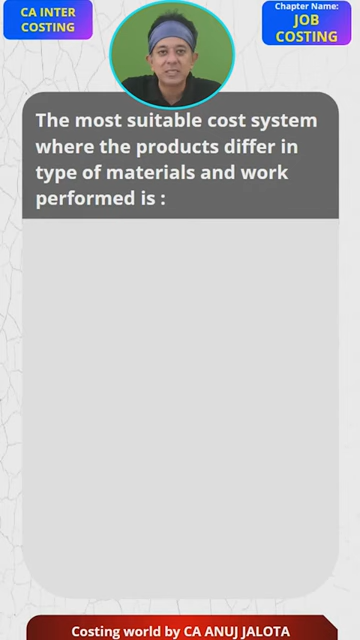 CA INTER
COSTING
Chapter Name:
JOB
COSTING
The most suitable cost system
where the products differ in
type of materials and work
performed is :
Costing world by CA ANUJ JALOTA